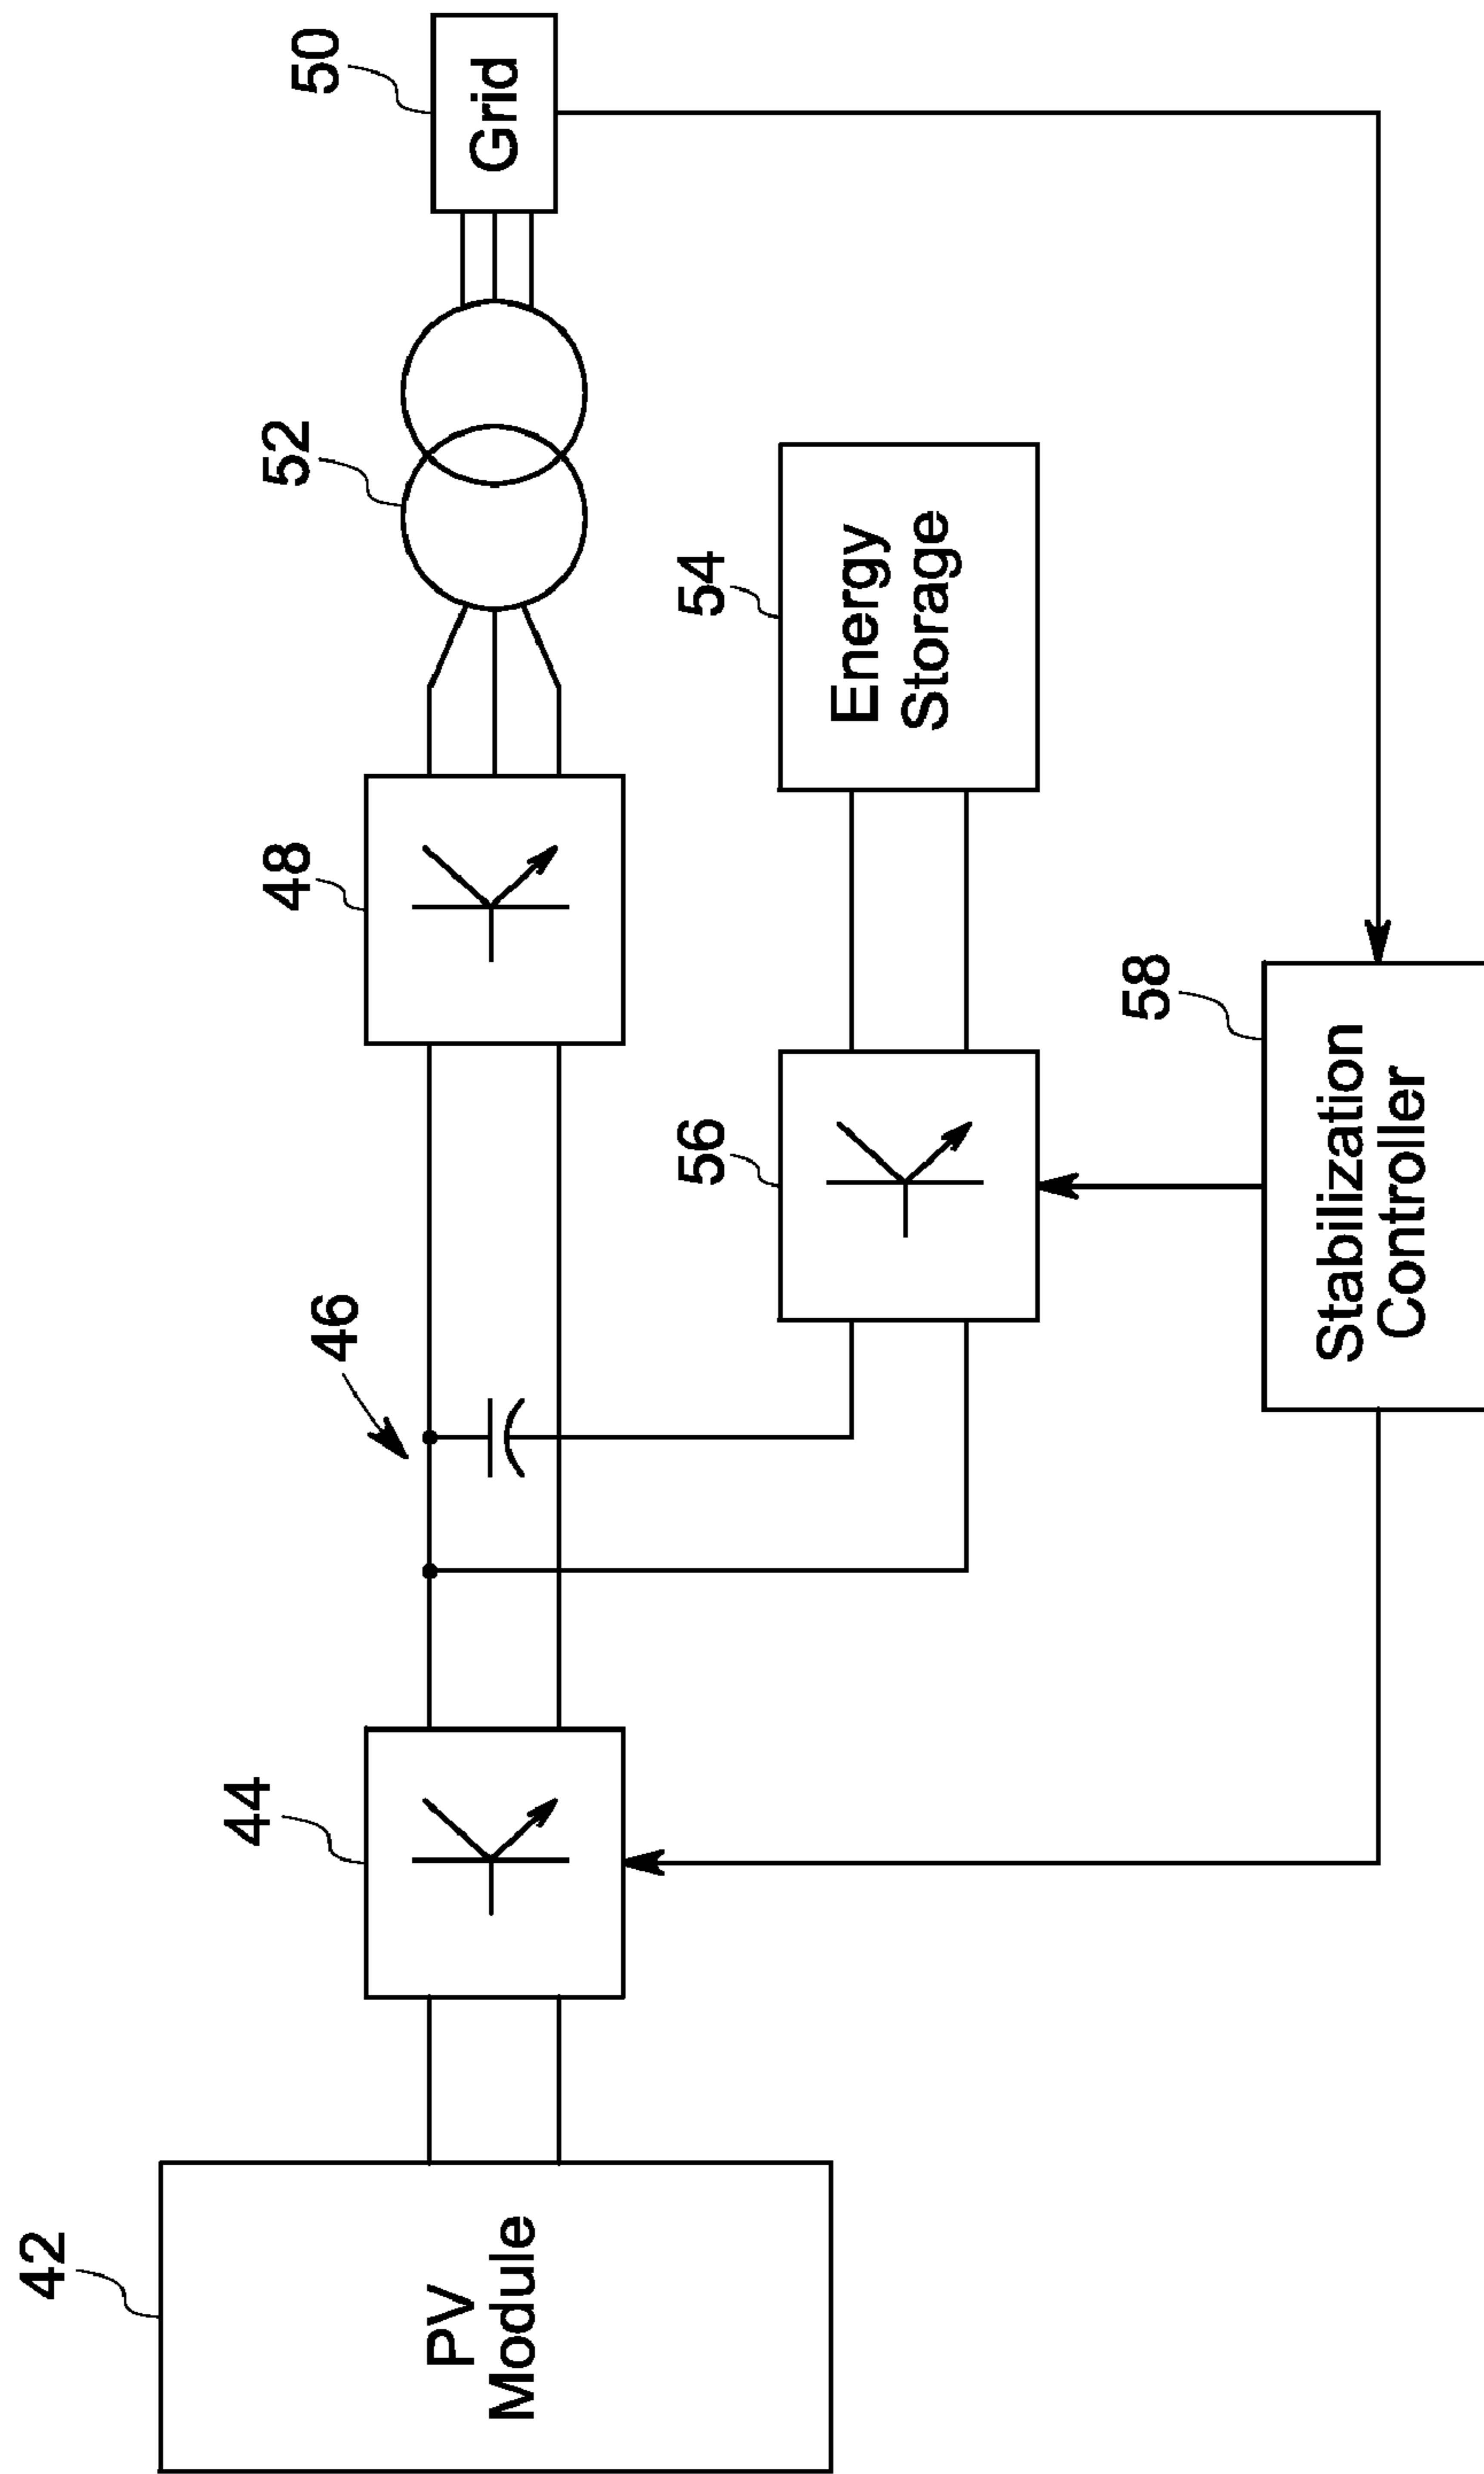 42
PV
Module
44
46
48
52
50
Grid
56
54
Energy
Storage
58
Stabilization
Controller